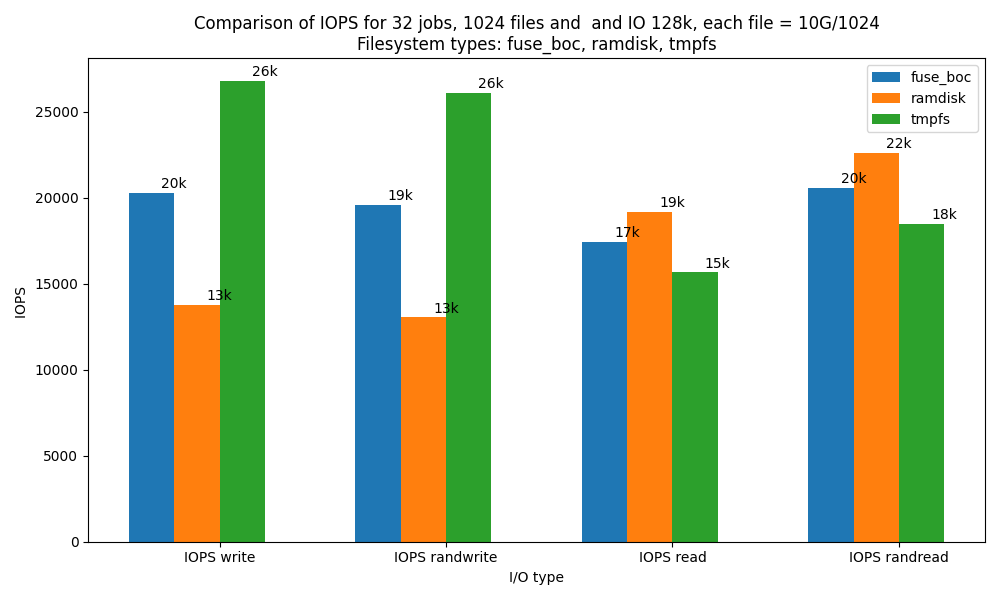 Comparison of IOPS for 32 jobs, 1024 files and  and IO 128k, each file = 10G/1024
Filesystem types: fuse_boc, ramdisk, tmpfs
fuse_boc
ramdisk
tmpfs
IOPS
25000
20000
15000
10000
5000
0
20k
13k
26k
19k
13k
26k
17k
19k
15k
20k
22k
18k
IOPS write
IOPS randwrite
IOPS read
IOPS randread
I/O type